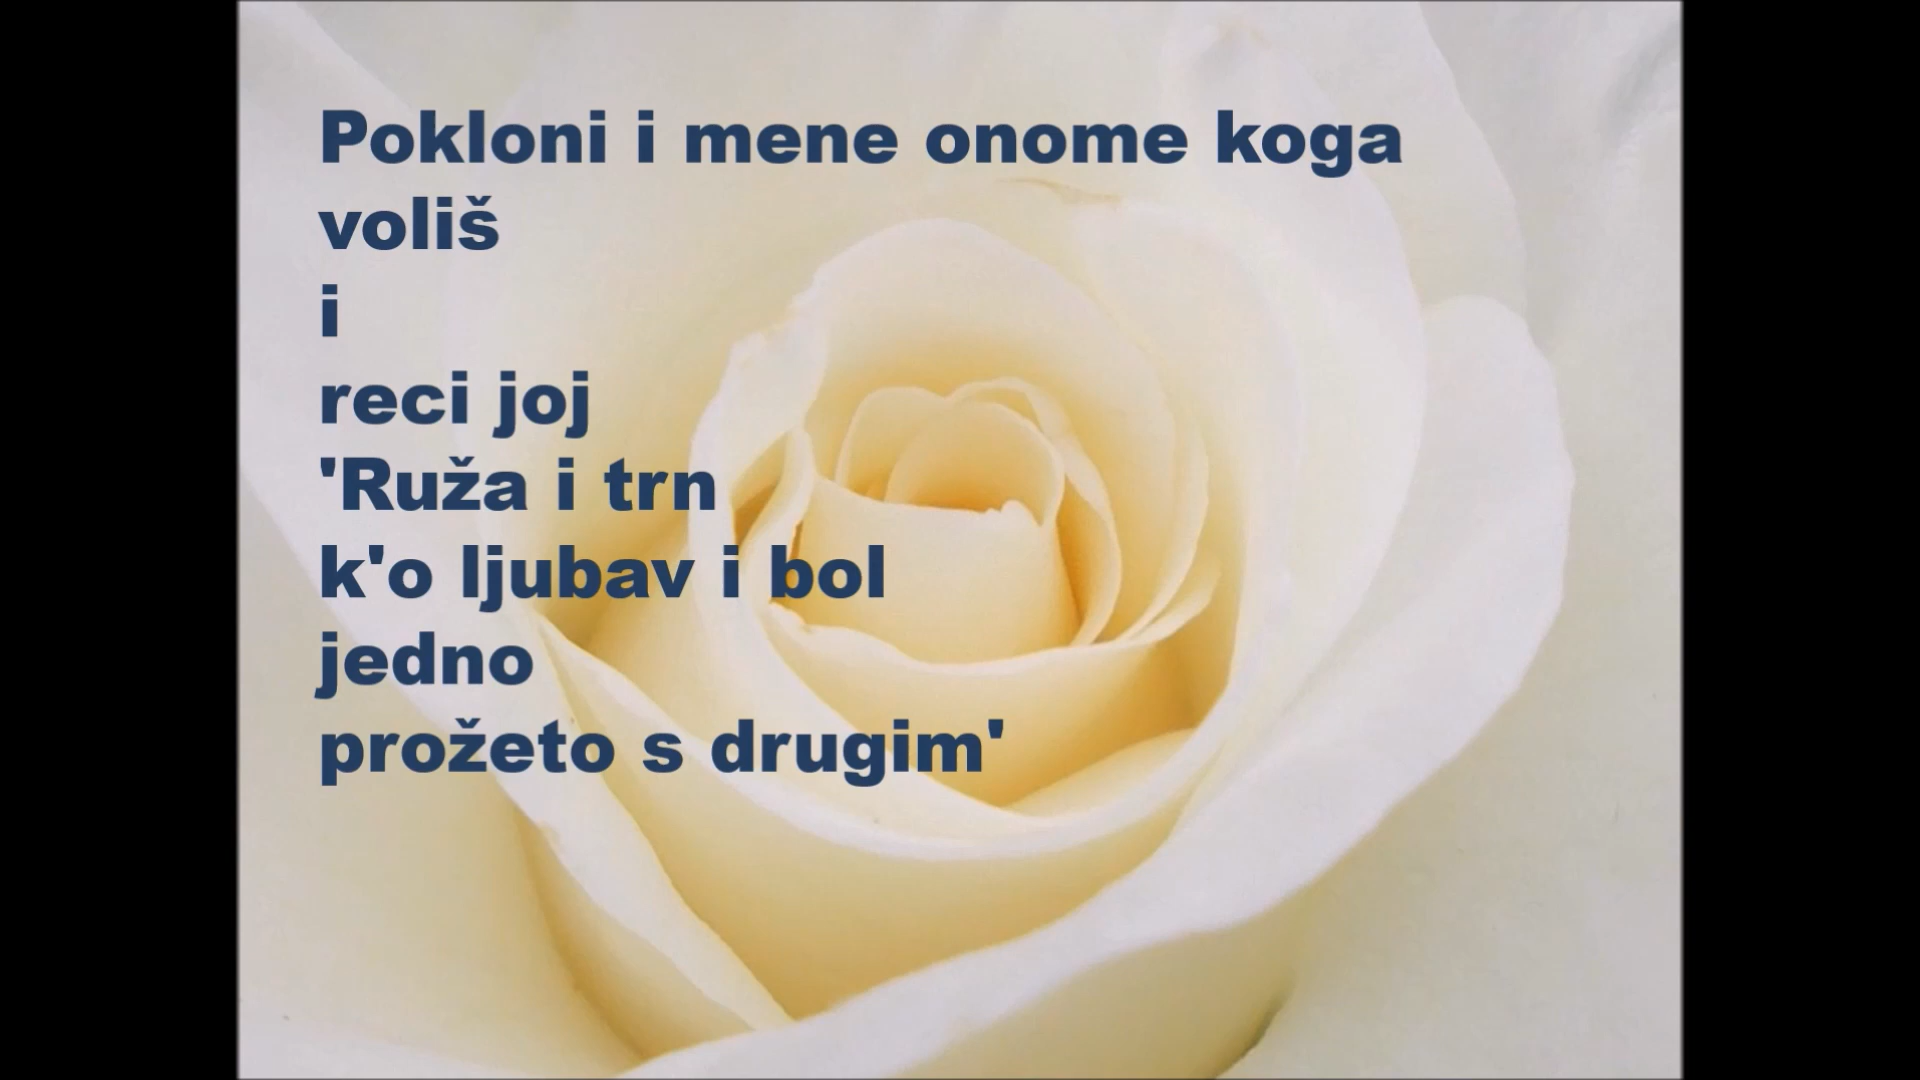 Pokloni i mene onome koga
voliš
i
reci joj
'Ruža i trn
k'o ljubav i bol
jedno
prožeto s drugim'